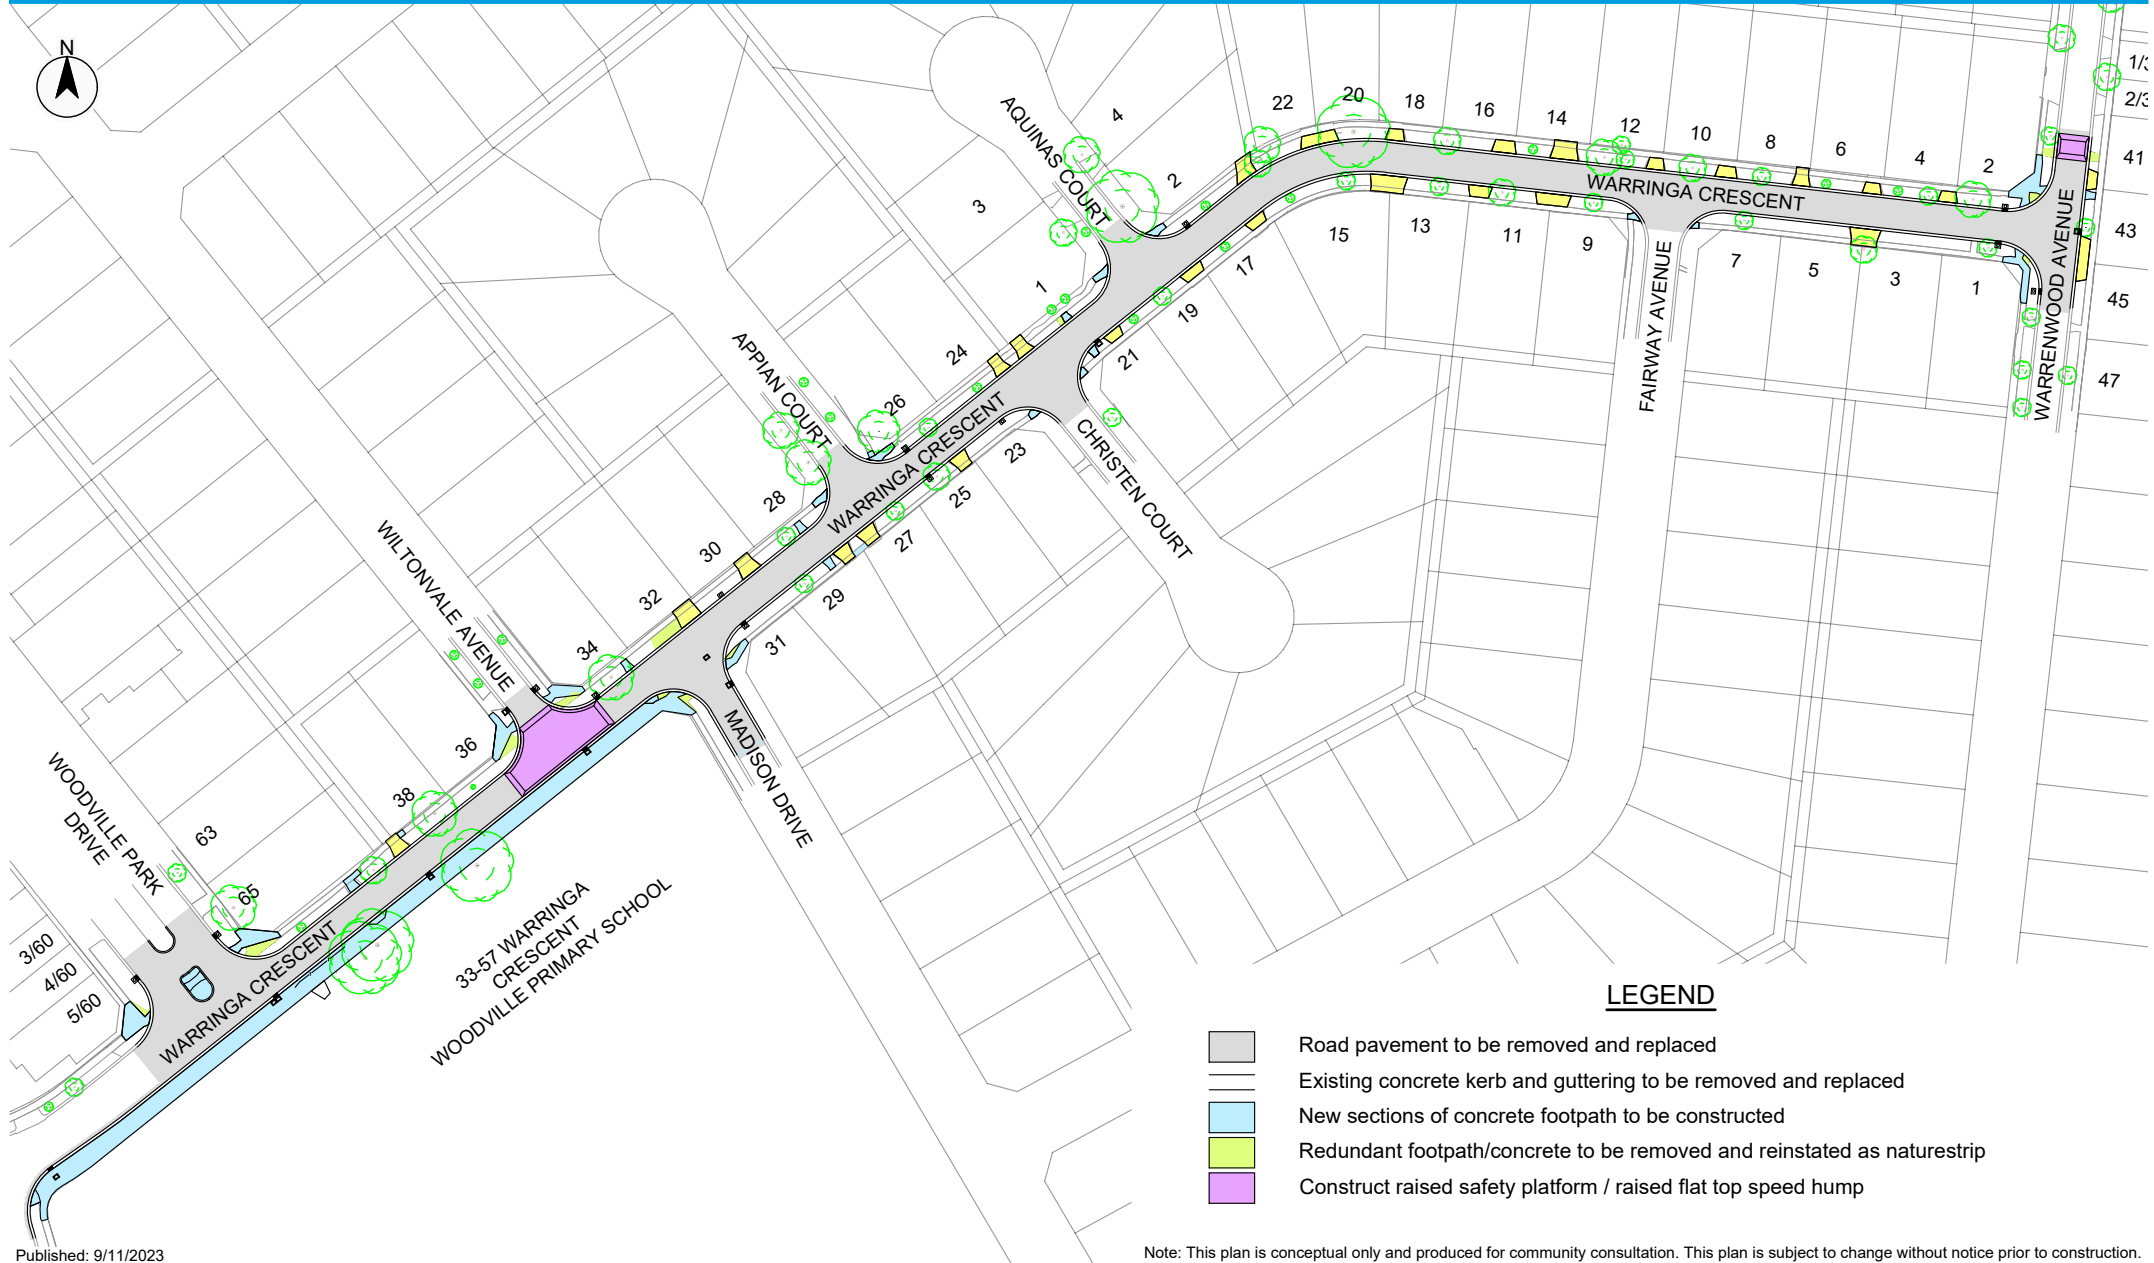 N
AQUINAS COURT
4
22
20
18
16
14
12
10
8
6
4
2
1/3
2/3
41
43
45
47
WARRINGA CRESCENT
WARRENWOOD AVENUE
FAIRWAY AVENUE
3
2
1
15
13
11
9
7
5
3
1
17
19
21
24
26
APPIAN COURT
WARRINGA CRESCENT
CHRISTEN COURT
23
25
27
28
29
30
31
32
34
WILTONVALE AVENUE
36
38
MADISON DRIVE
WOODVILLE PARK
DRIVE
63
65
3/60
4/60
5/60
WARRINGA CRESCENT
33-57 WARRINGA
CRESCENT
WOODVILLE PRIMARY SCHOOL
LEGEND
Road pavement to be removed and replaced
Existing concrete kerb and guttering to be removed and replaced
New sections of concrete footpath to be constructed
Redundant footpath/concrete to be removed and reinstated as naturestrip
Construct raised safety platform / raised flat top speed hump
Published: 9/11/2023
Note: This plan is conceptual only and produced for community consultation. This plan is subject to change without notice prior to construction.